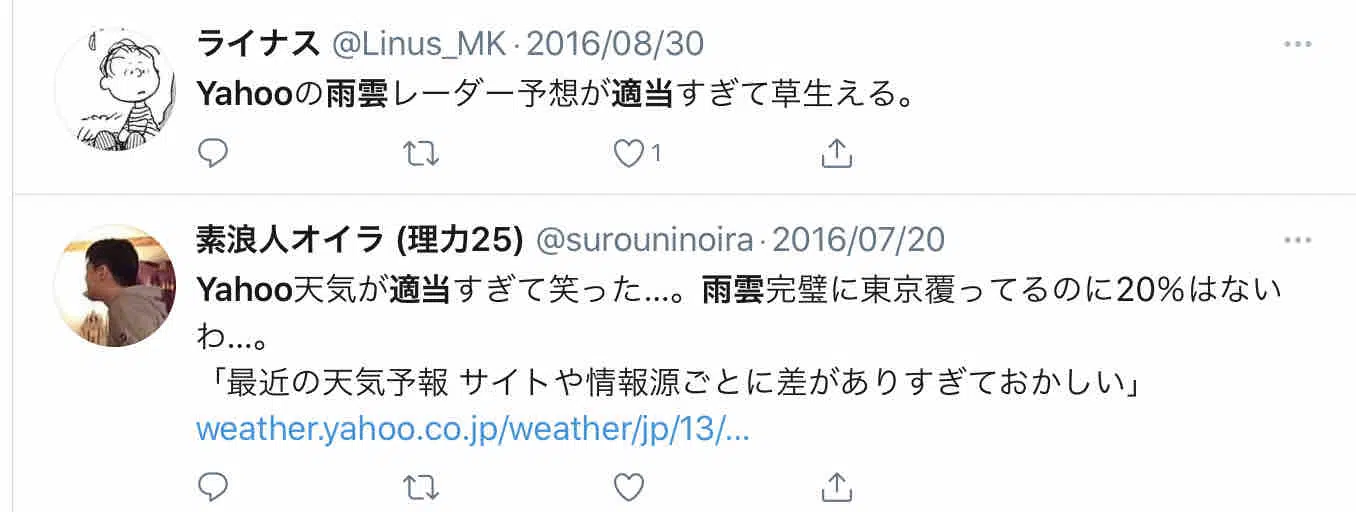 ライナス @Linus_MK · 2016/08/30
Yahooの雨雲レーダー予想が適当すぎて草生える。
1
素浪人オイラ (理力25) @surouninoira · 2016/07/20
Yahoo天気が適当すぎて笑った...。雨雲完璧に東京覆ってるのに20%はない
わ...。
「最近の天気予報 サイトや情報源ごとに差がありすぎておかしい」
weather.yahoo.co.jp/weather/jp/13/...